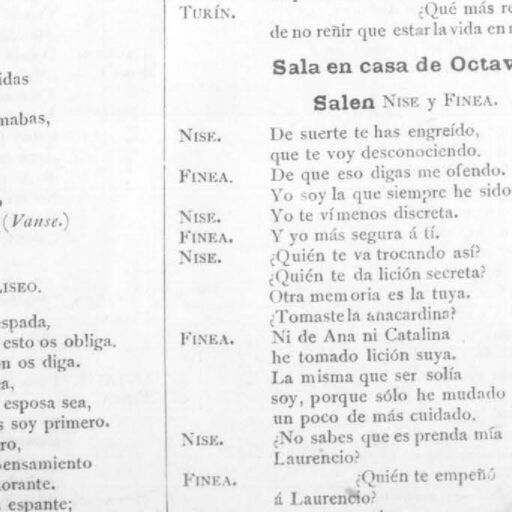 idas
mabas,
(Vanse.)
LISEO.
spada,
esto os obliga.
n os diga.
a,
esposa sea,
s soy primero.
ro,
ensamiento
orante.
espante;
TURÍN. ¿Qué más re
de no reñir que estar la vida en
Sala en casa de Octav
Salen NISE y FINEA.
NISE. De suerte te has engreído,
que te voy desconociendo.
FINEA. De que eso digas me ofendo.
Yo soy la que siempre he sido
NISE. Yo te ví menos discreta.
FINEA. Y yo más segura á tí.
NISE. ¿Quién te va trocando así?
¿Quién te da lición secreta?
Otra memoria es la tuya.
¿Tomaste la anacardina?
FINEA. Ni de Ana ni Catalina
he tomado lición suya.
La misma que ser solía
soy, porque sólo he mudado
un poco de más cuidado.
NISE. ¿No sabes que es prenda mía
Laurencio?
FINEA. ¿Quién te empeñó
á Laurencio?